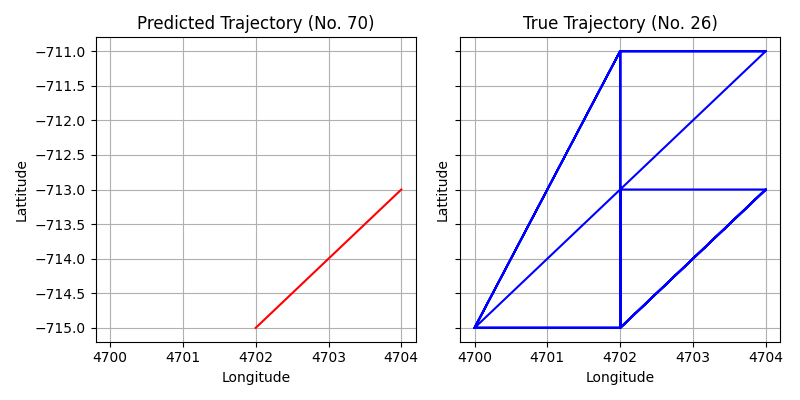 Predicted Trajectory (No. 70)
True Trajectory (No. 26)
−711.0
−711.5
−712.0
−712.5
−713.0
−713.5
−714.0
−714.5
−715.0
Lattitude
Lattitude
4700 4701 4702 4703 4704
4700 4701 4702 4703 4704
Longitude
Longitude